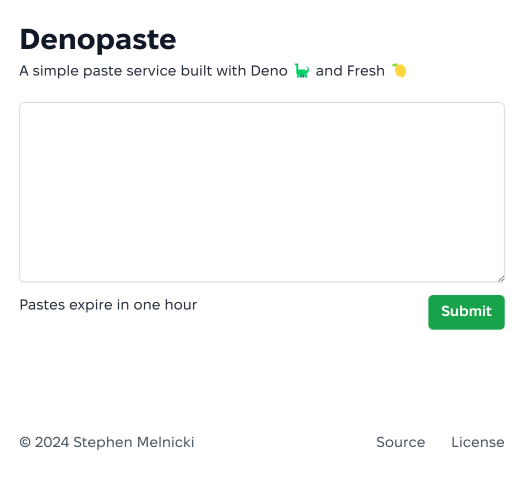 Denopaste
A simple paste service built with Deno 🦕 and Fresh 🍋
Pastes expire in one hour
Submit
© 2024 Stephen Melnicki
Source
License